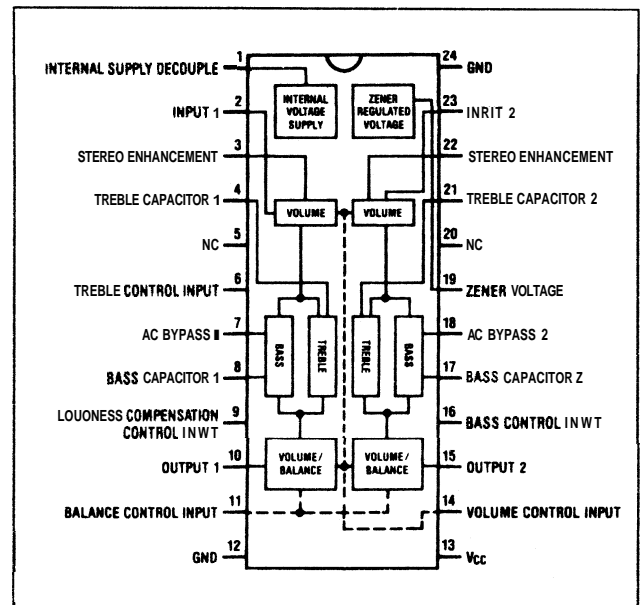 1
INTERNAL SUPPLY DECOUPLE
2
INPUT 1
3
STEREO ENHANCEMENT
4
TREBLE CAPACITOR 1
5
NC
6
TREBLE CONTROL INPUT
7
AC BYPASS II
8
BASS CAPACITOR 1
9
LOUONESS COMPENSATION
CONTROL INWT
10
OUTPUT 1
11
BALANCE CONTROL INPUT
12
GND
INTERNAL
VOLTAGE
SUPPLY
ZENER
REGULATED
VOLTAGE
VOLUME
VOLUME
BASS
TREBLE
TREBLE
BASS
VOLUME/
BALANCE
VOLUME/
BALANCE
24
GND
23
INRIT 2
22
STEREO ENHANCEMENT
21
TREBLE CAPACITOR 2
20
NC
19
ZENER VOLTAGE
18
AC BYPASS 2
17
BASS CAPACITOR Z
16
BASS CONTROL INWT
15
OUTPUT 2
14
VOLUME CONTROL INPUT
13
VCC